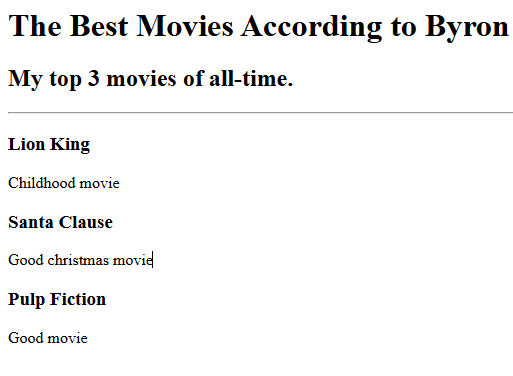 The Best Movies According to Byron
My top 3 movies of all-time.
Lion King
Childhood movie
Santa Clause
Good christmas movie
Pulp Fiction
Good movie